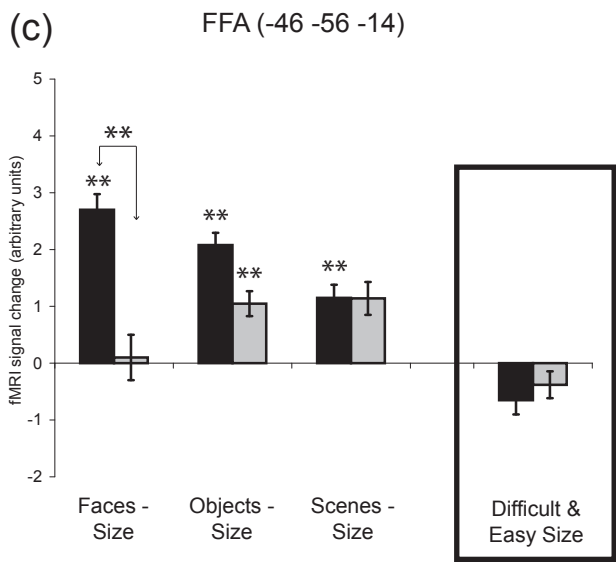 (c)
FFA (-46 -56 -14)
fMRI signal change (arbitrary units)
5
4
3
2
1
0
-1
-2
**
**
**
**
**
Faces -
Size
Objects -
Size
Scenes -
Size
Difficult &
Easy Size